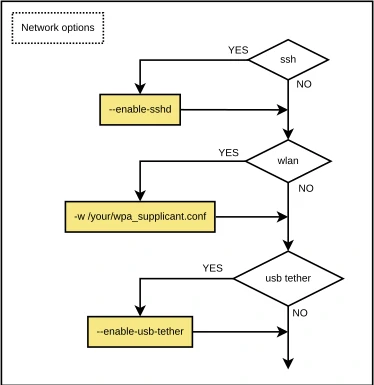 Network options
YES
ssh
NO
--enable-sshd
YES
wlan
NO
-w /your/wpa_supplicant.conf
YES
usb tether
NO
--enable-usb-tether